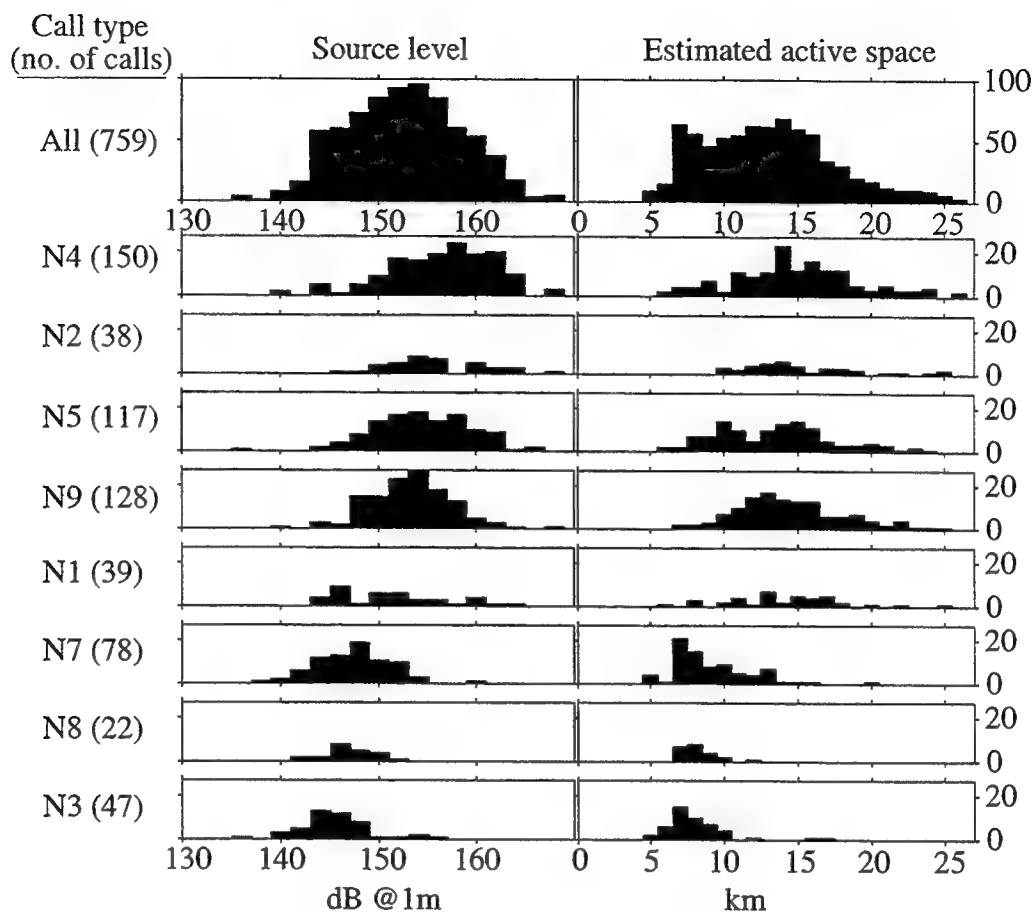 Call type
(no. of calls)
Source level
Estimated active space
100
All (759)
50
0
130 140 150 160 0 5 10 15 20 25
N4 (150)
20
0
N2 (38)
20
0
N5 (117)
20
0
N9 (128)
20
0
N1 (39)
20
0
N7 (78)
20
0
N8 (22)
20
0
N3 (47)
20
0
130 140 150 160 0 5 10 15 20 25
dB @1m
km